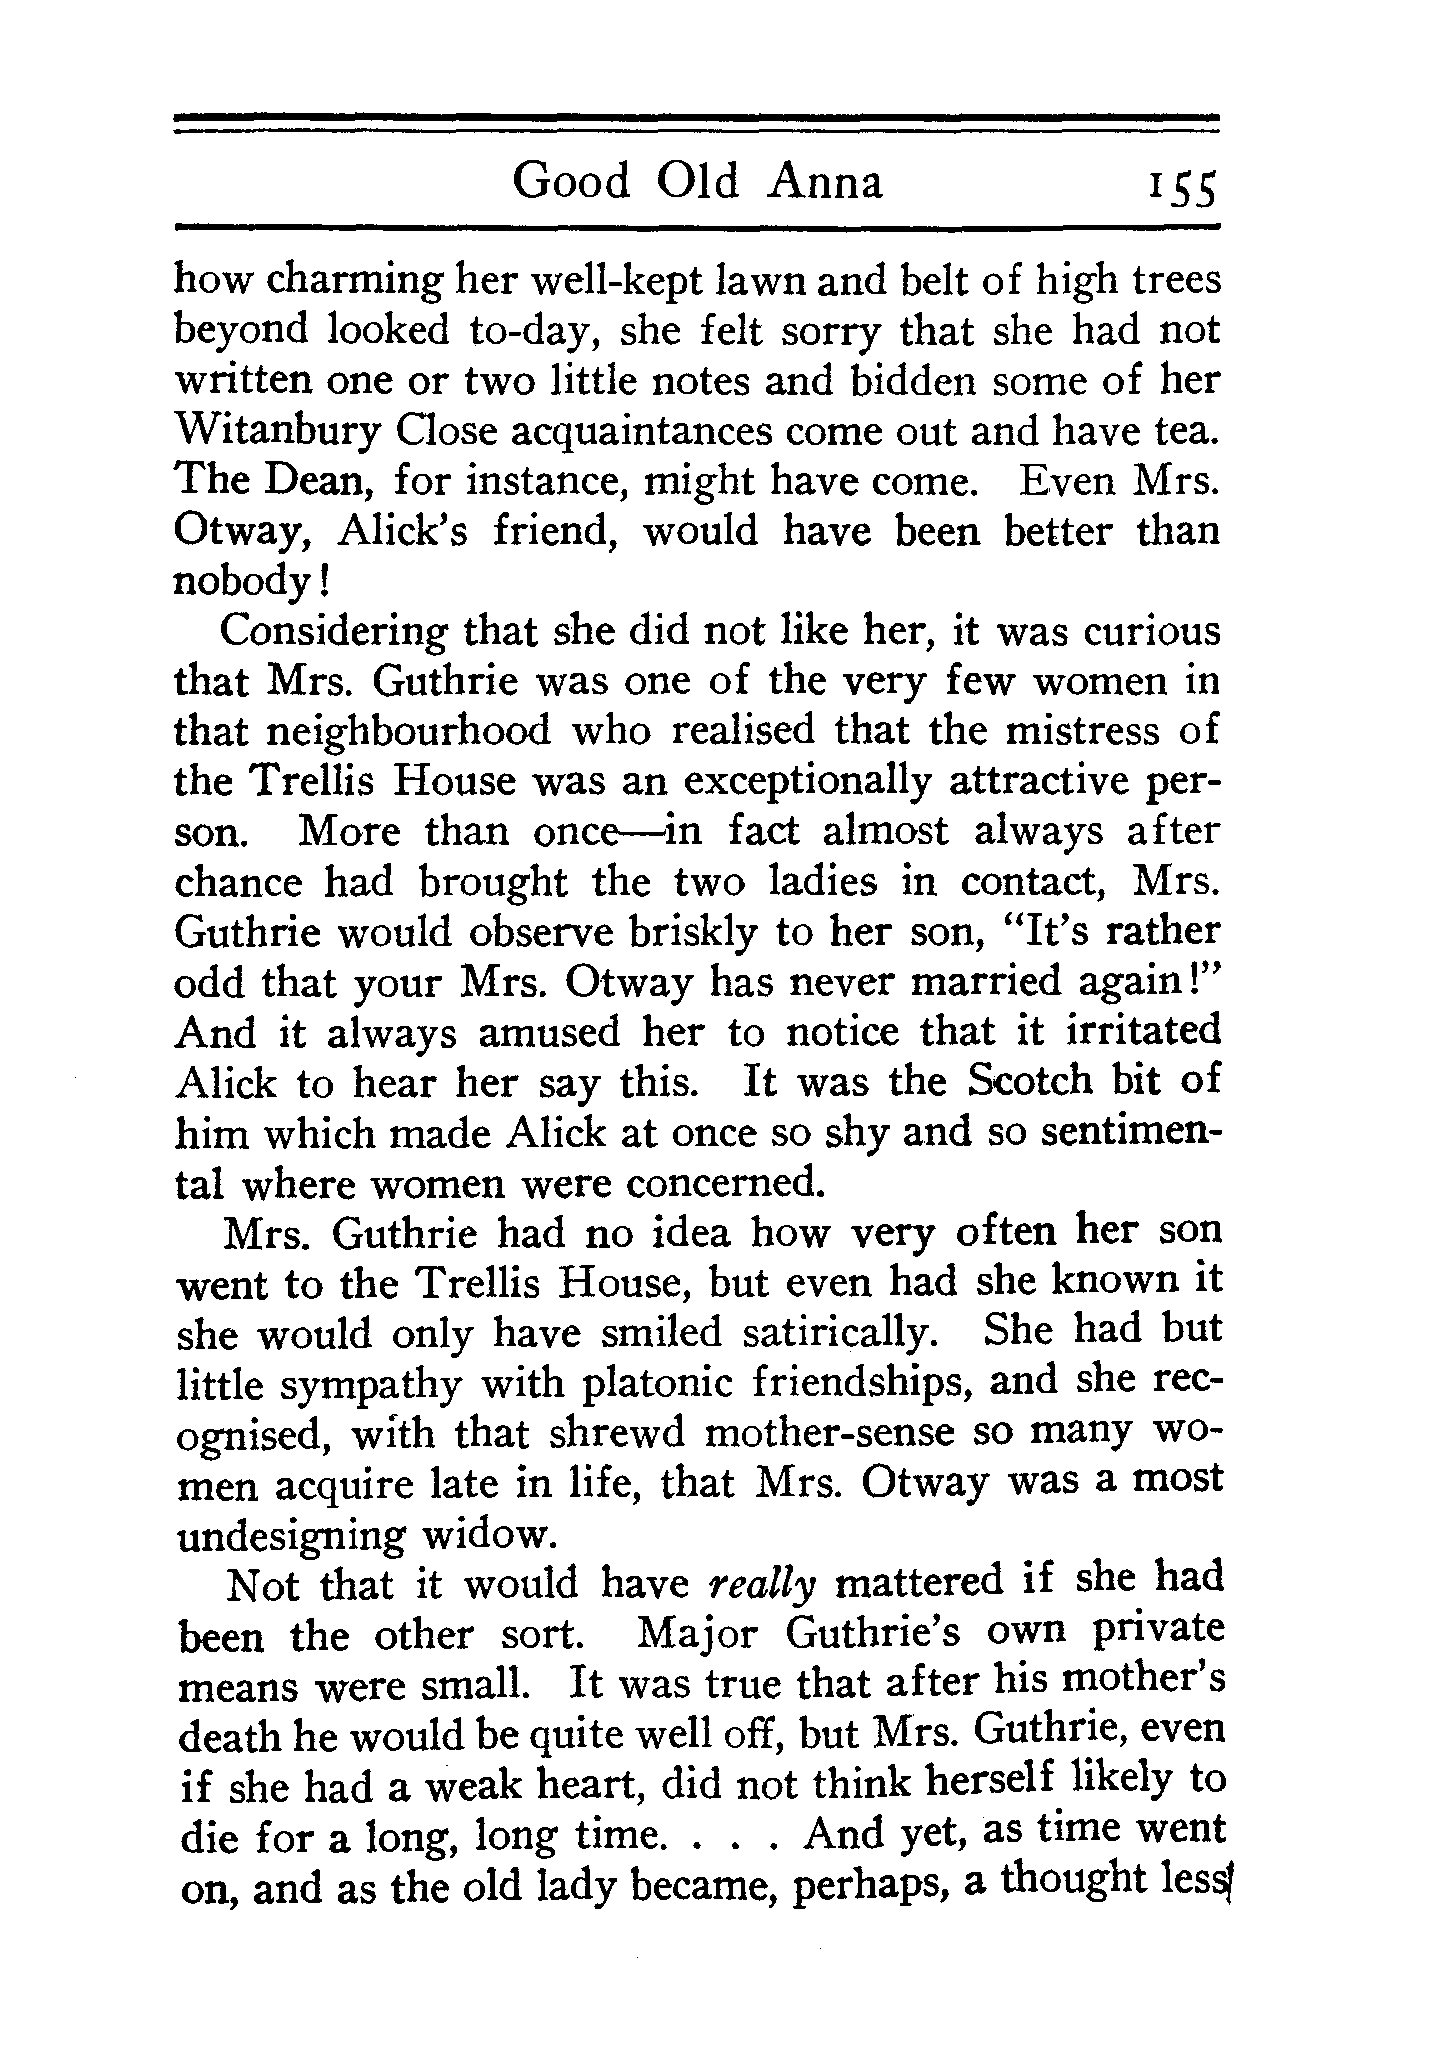 Good Old Anna 155
how charming her well-kept lawn and belt of high trees
beyond looked to-day, she felt sorry that she had not
written one or two little notes and bidden some of her
Witanbury Close acquaintances come out and have tea.
The Dean, for instance, might have come. Even Mrs.
Otway, Alick's friend, would have been better than
nobody!
Considering that she did not like her, it was curious
that Mrs. Guthrie was one of the very few women in
that neighbourhood who realised that the mistress of
the Trellis House was an exceptionally attractive per-
son. More than once—in fact almost always after
chance had brought the two ladies in contact, Mrs.
Guthrie would observe briskly to her son, "It's rather
odd that your Mrs. Otway has never married again!"
And it always amused her to notice that it irritated
Alick to hear her say this. It was the Scotch bit of
him which made Alick at once so shy and so sentimen-
tal where women were concerned.
Mrs. Guthrie had no idea how very often her son
went to the Trellis House, but even had she known it
she would only have smiled satirically. She had but
little sympathy with platonic friendships, and she rec-
ognised, with that shrewd mother-sense so many wo-
men acquire late in life, that Mrs. Otway was a most
undesigning widow.
Not that it would have really mattered if she had
been the other sort. Major Guthrie's own private
means were small. It was true that after his mother's
death he would be quite well off, but Mrs. Guthrie, even
if she had a weak heart, did not think herself likely to
die for a long, long time. . . . And yet, as time went
on, and as the old lady became, perhaps, a thought less